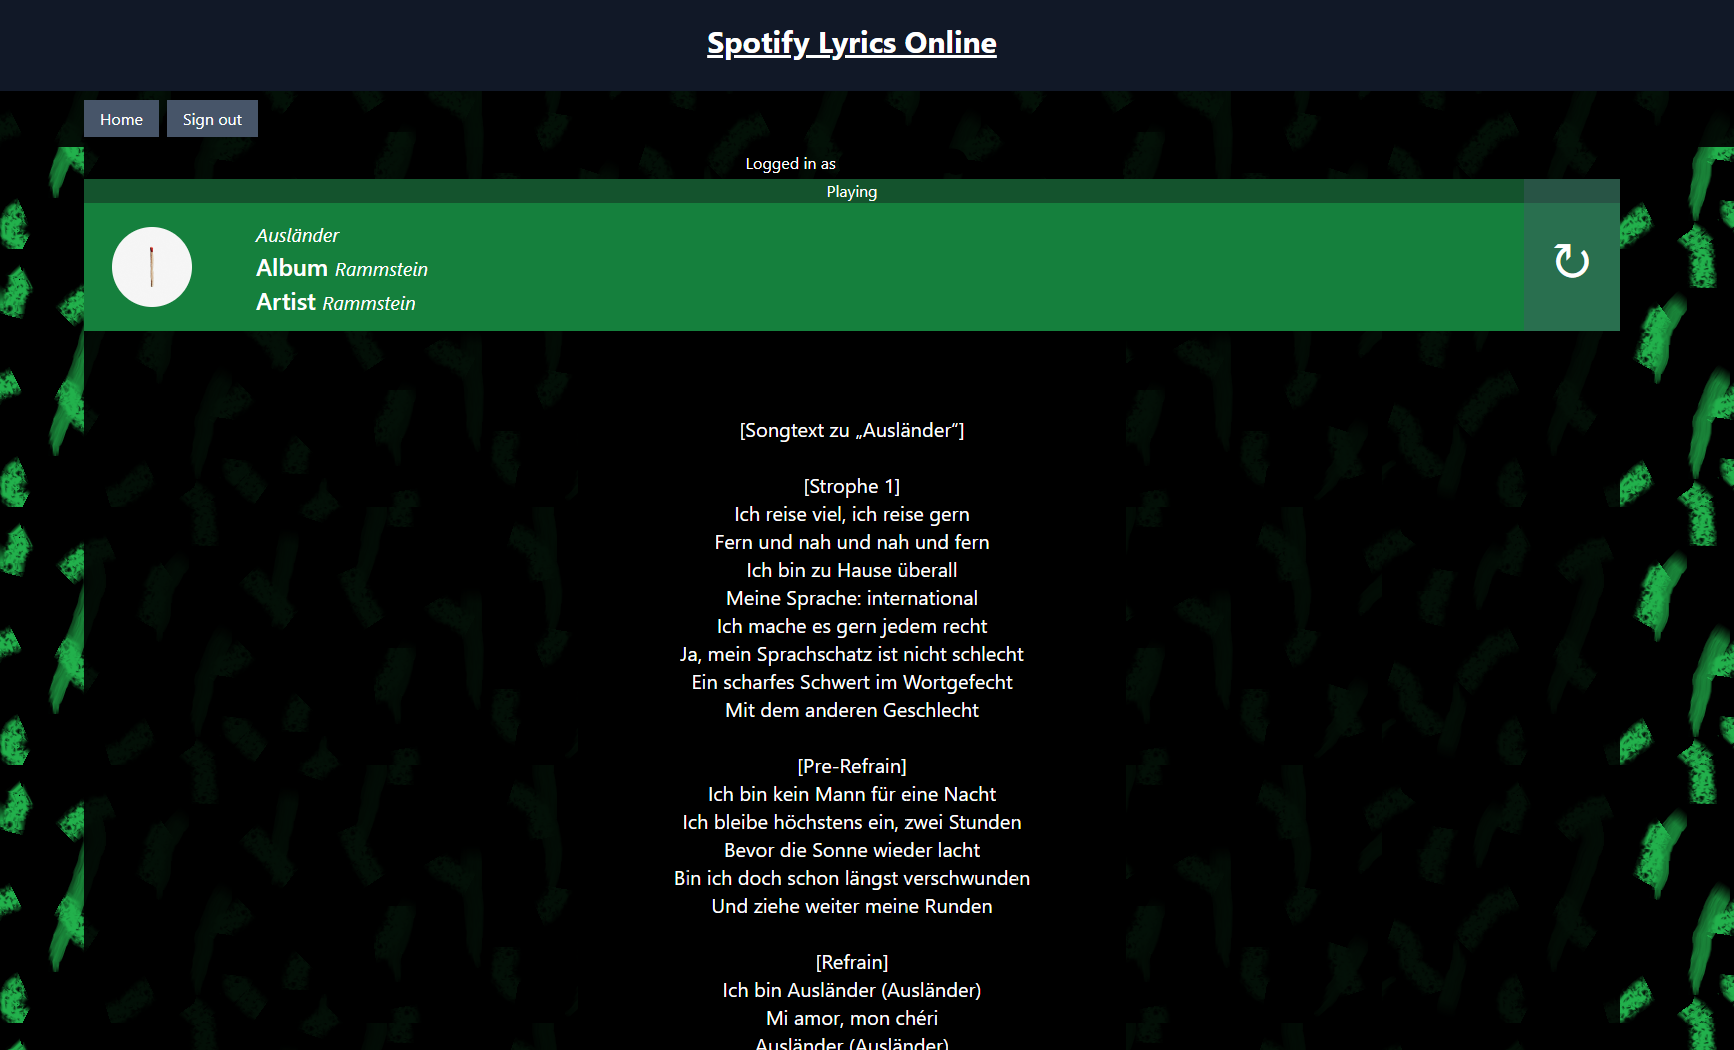 Spotify Lyrics Online
Home
Sign out
Logged in as
Playing
Ausländer
Album Rammstein
Artist Rammstein
↻
[Songtext zu „Ausländer“]
[Strophe 1]
Ich reise viel, ich reise gern
Fern und nah und nah und fern
Ich bin zu Hause überall
Meine Sprache: international
Ich mache es gern jedem recht
Ja, mein Sprachschatz ist nicht schlecht
Ein scharfes Schwert im Wortgefecht
Mit dem anderen Geschlecht
[Pre-Refrain]
Ich bin kein Mann für eine Nacht
Ich bleibe höchstens ein, zwei Stunden
Bevor die Sonne wieder lacht
Bin ich doch schon längst verschwunden
Und ziehe weiter meine Runden
[Refrain]
Ich bin Ausländer (Ausländer)
Mi amor, mon chéri
Ausländer (Ausländer)